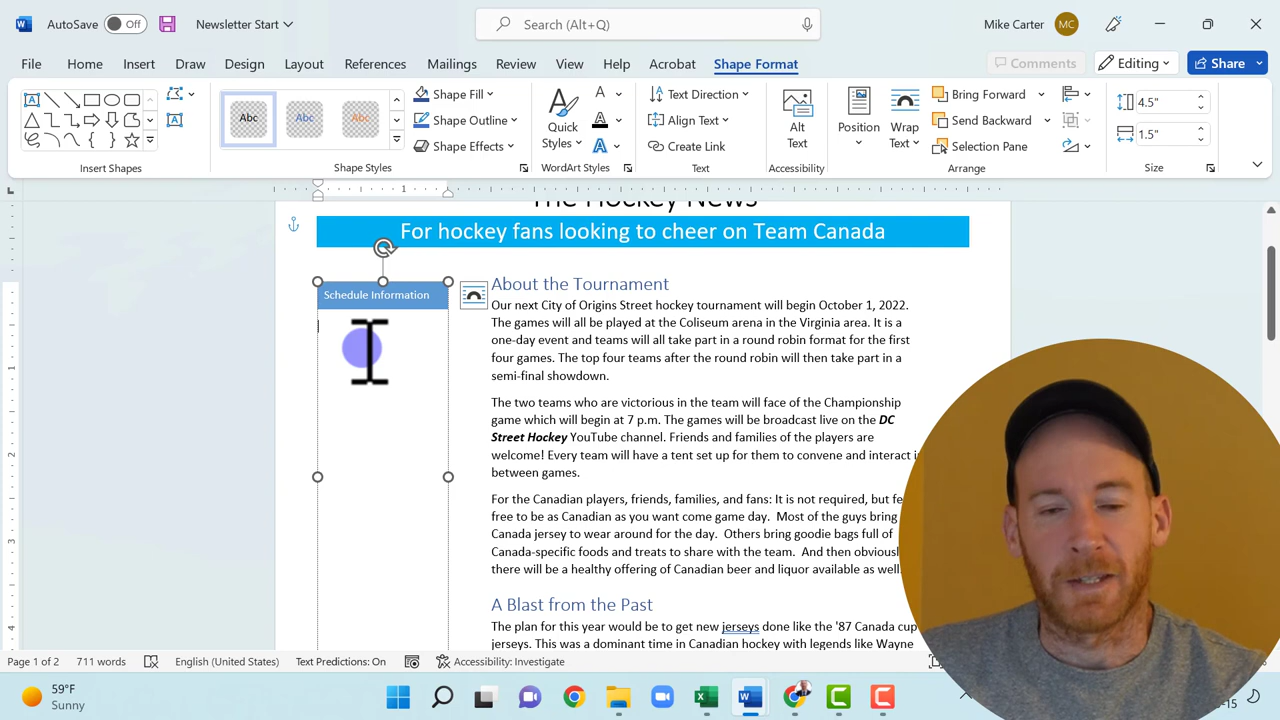 AutoSave Off Newsletter Start Search (Alt+Q) Mike Carter MC
File Home Insert Draw Design Layout References Mailings Review View Help Acrobat Shape Format Comments Editing Share
Shape Fill
Shape Outline
Shape Effects
Abc Abc Abc
Insert Shapes
Shape Styles
Quick Styles
WordArt Styles
Text Direction
Align Text
Create Link
Text
Alt Text
Accessibility
Position
Wrap Text
Bring Forward
Send Backward
Selection Pane
Arrange
4.5"
1.5"
Size
The Hockey News
For hockey fans looking to cheer on Team Canada
Schedule Information
About the Tournament
Our next City of Origins Street hockey tournament will begin October 1, 2022.
The games will all be played at the Coliseum arena in the Virginia area. It is a
one-day event and teams will all take part in a round robin format for the first
four games. The top four teams after the round robin will then take part in a
semi-final showdown.
The two teams who are victorious in the team will face of the Championship
game which will begin at 7 p.m. The games will be broadcast live on the DC
Street Hockey YouTube channel. Friends and families of the players are
welcome! Every team will have a tent set up for them to convene and interact
between games.
For the Canadian players, friends, families, and fans: It is not required, but
free to be as Canadian as you want come game day. Most of the guys bring
Canada jersey to wear around for the day. Others bring goodie bags full of
Canada-specific foods and treats to share with the team. And then obviously
there will be a healthy offering of Canadian beer and liquor available as well.
A Blast from the Past
The plan for this year would be to get new jerseys done like the '87 Canada cup
jerseys. This was a dominant time in Canadian hockey with legends like Wayne
Page 1 of 2 711 words English (United States) Text Predictions: On Accessibility: Investigate
59°F
Sunny